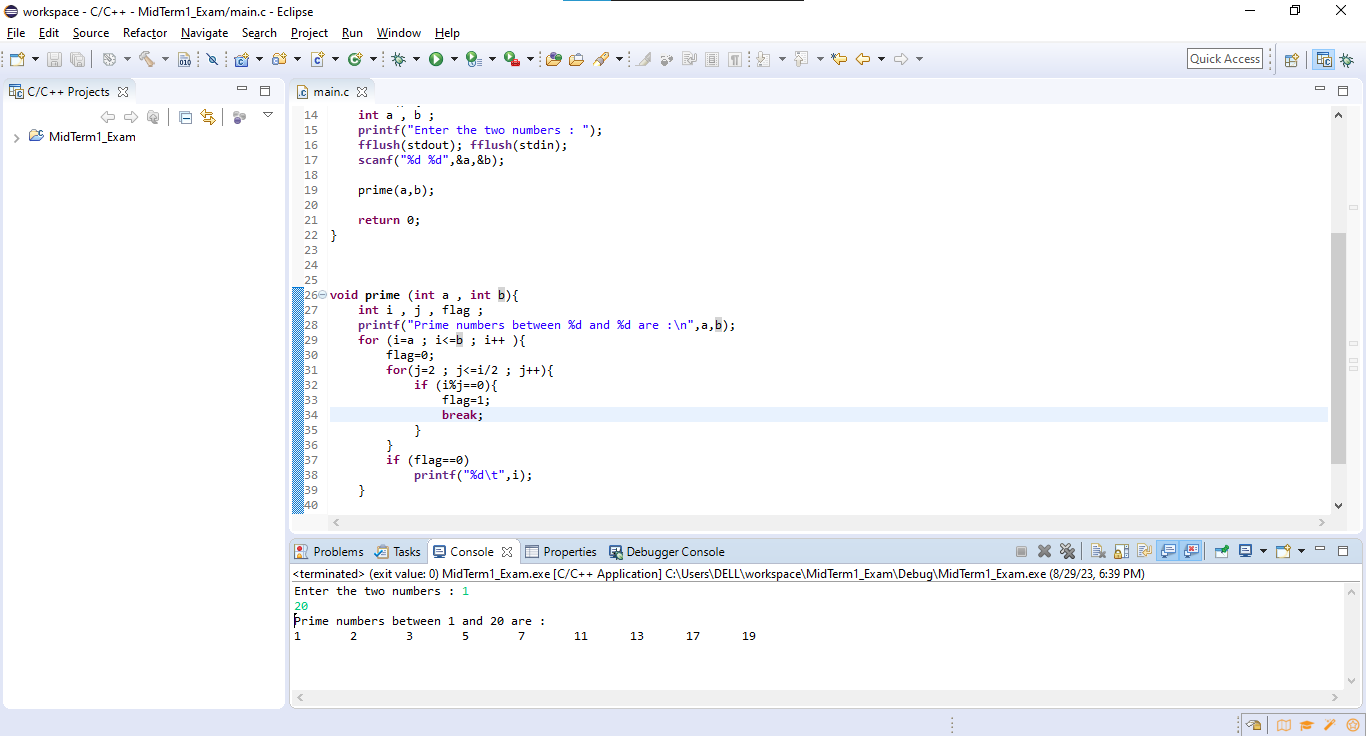 workspace - C/C++ - MidTerm1_Exam/main.c - Eclipse
File Edit Source Refactor Navigate Search Project Run Window Help
Quick Access
C/C++ Projects
MidTerm1_Exam
main.c
14 int a , b ;
15 printf("Enter the two numbers : ");
16 fflush(stdout); fflush(stdin);
17 scanf("%d %d",&a,&b);
18
19 prime(a,b);
20
21 return 0;
22 }
23
24
25
26 void prime (int a , int b){
27 int i , j , flag ;
28 printf("Prime numbers between %d and %d are :\n",a,b);
29 for (i=a ; i<=b ; i++ ){
30 flag=0;
31 for(j=2 ; j<=i/2 ; j++){
32 if (i%j==0){
33 flag=1;
34 break;
35 }
36 }
37 if (flag==0)
38 printf("%d\t",i);
39 }
40
Problems Tasks Console Properties Debugger Console
<terminated> (exit value: 0) MidTerm1_Exam.exe [C/C++ Application] C:\Users\DELL\workspace\MidTerm1_Exam\Debug\MidTerm1_Exam.exe (8/29/23, 6:39 PM)
Enter the two numbers : 1
20
Prime numbers between 1 and 20 are :
1 2 3 5 7 11 13 17 19